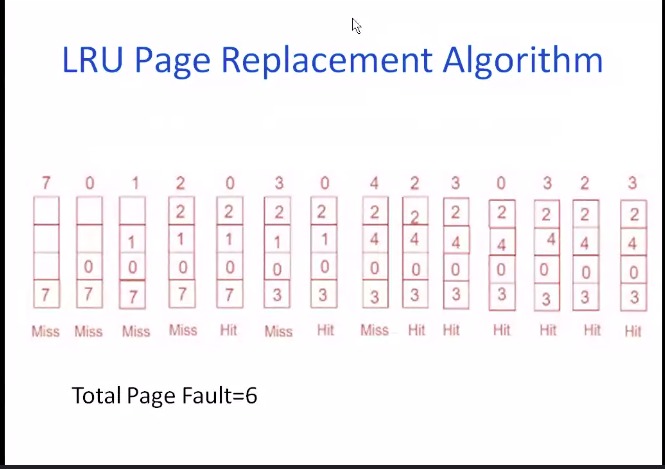 LRU Page Replacement Algorithm
7 0 1 2 0 3 0 4 2 3 0 3 2 3
2 2 2 2 2 2 2 2 2 2 2
1 1 1 1 1 4 4 4 4 4 4 4
0 0 0 0 0 0 0 0 0 0 0 0 0
7 7 7 7 7 3 3 3 3 3 3 3 3 3
Miss Miss Miss Miss Hit Miss Hit Miss Hit Hit Hit Hit Hit Hit
Total Page Fault=6